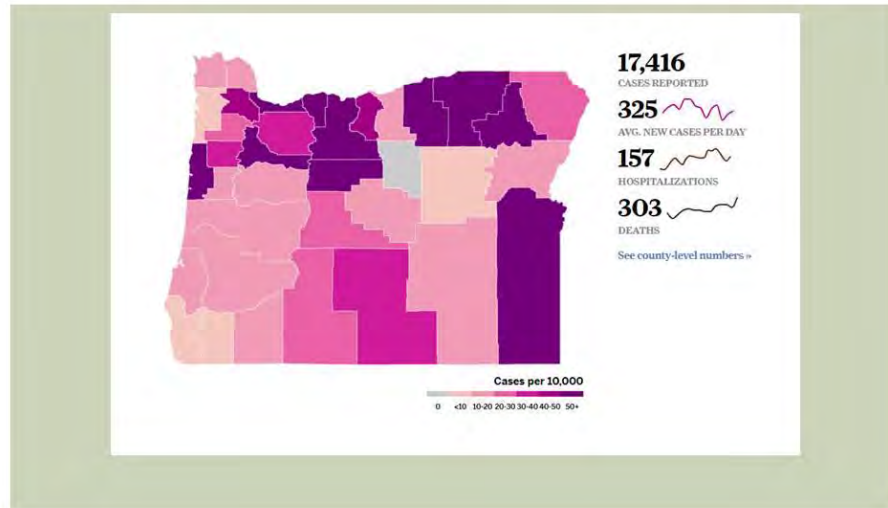 17,416
CASES REPORTED
325
AVG. NEW CASES PER DAY
157
HOSPITALIZATIONS
303
DEATHS
See county-level numbers »
Cases per 10,000
0 <10 10-20 20-30 30-40 40-50 50+